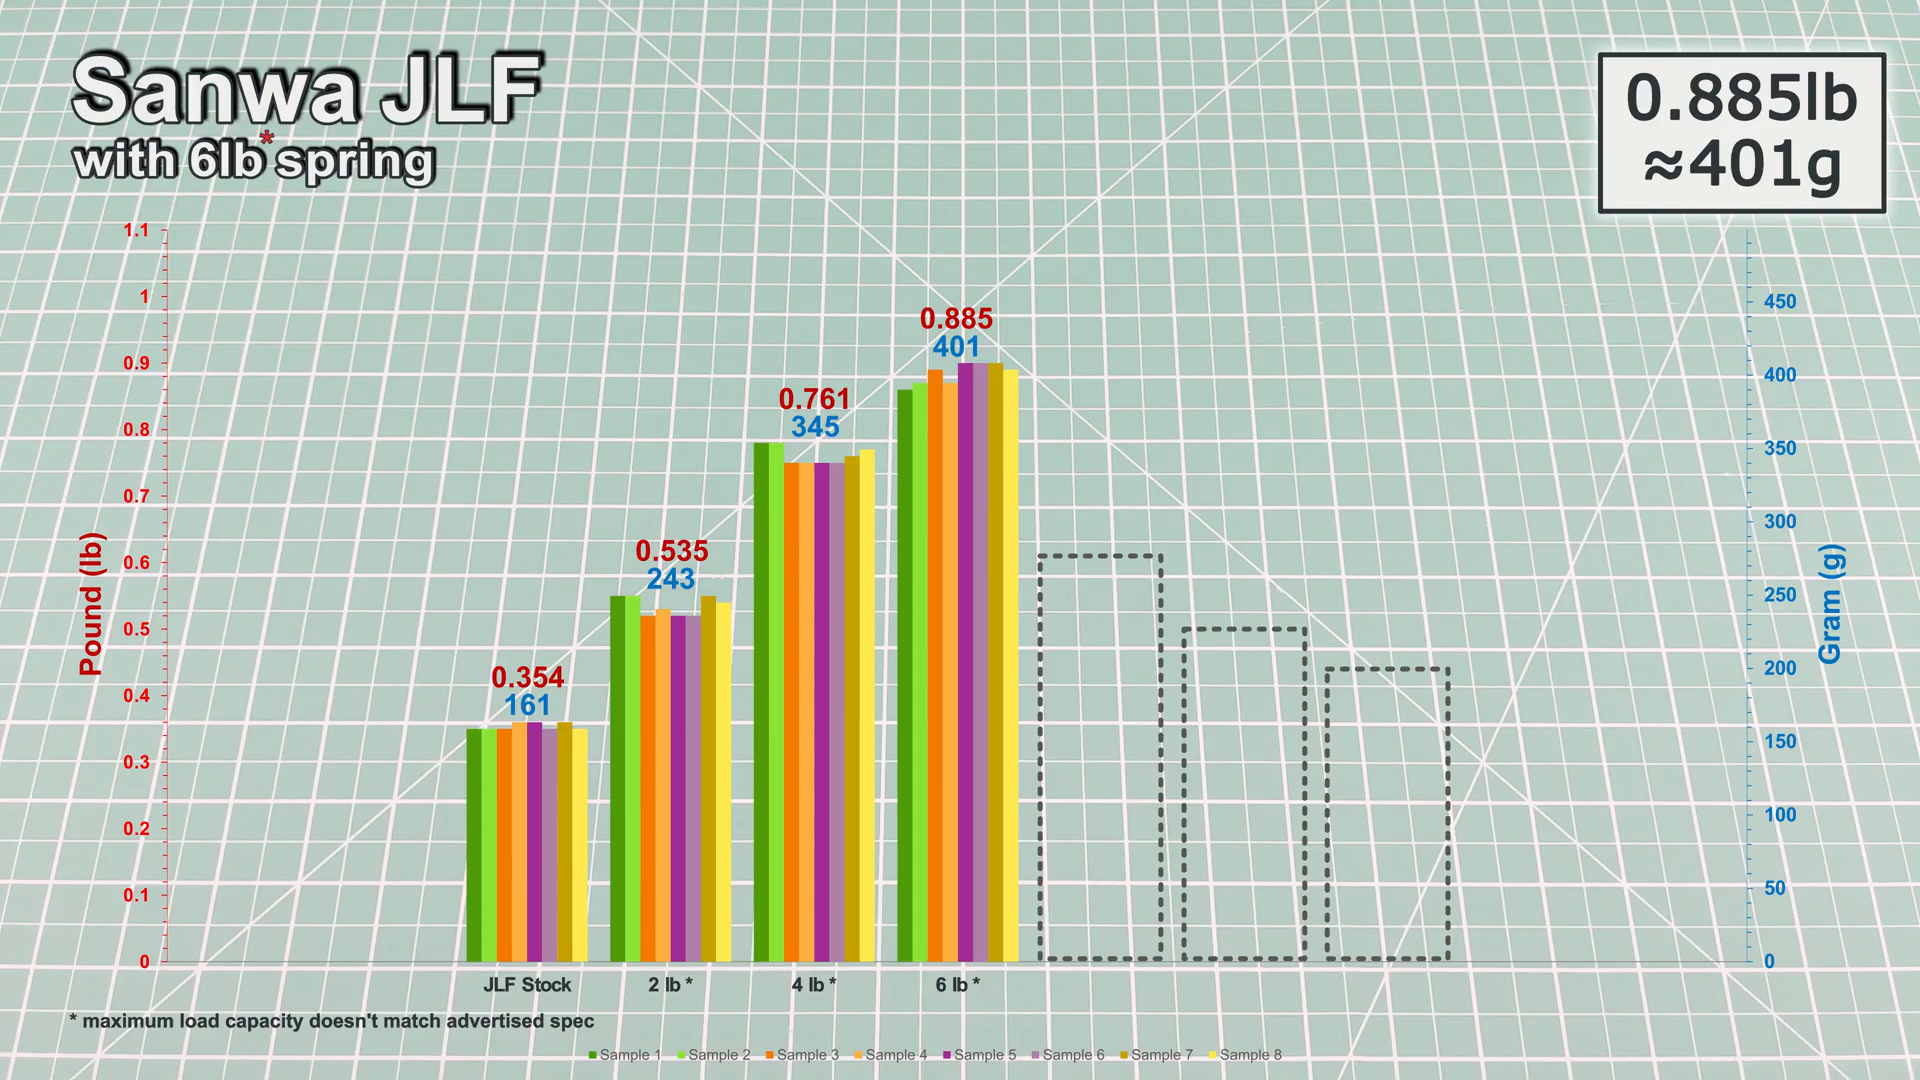 Sanwa JLF
with 6lb* spring
0.885lb
≈401g
1.1
1
0.9
0.8
0.7
0.6
0.5
0.4
0.3
0.2
0.1
0
Pound (lb)
0.354
161
0.535
243
0.761
345
0.885
401
450
400
350
300
250
200
150
100
50
0
Gram (g)
JLF Stock
2 lb *
4 lb *
6 lb *
* maximum load capacity doesn't match advertised spec
Sample 1
Sample 2
Sample 3
Sample 4
Sample 5
Sample 6
Sample 7
Sample 8